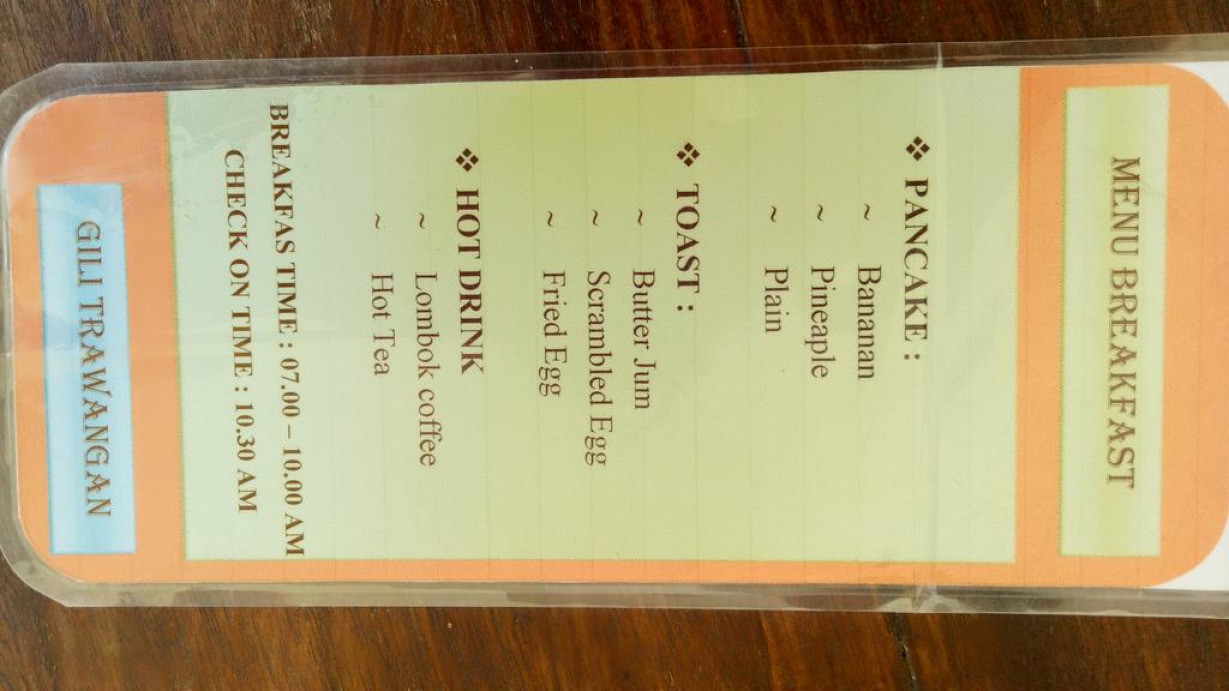 MENU BREAKFAST
❖ PANCAKE :
~ Bananan
~ Pineaple
~ Plain
❖ TOAST :
~ Butter Jum
~ Scrambled Egg
~ Fried Egg
❖ HOT DRINK
~ Lombok coffee
~ Hot Tea
BREAKFAS TIME : 07.00 – 10.00 AM
CHECK ON TIME : 10.30 AM
GILI TRAWANGAN